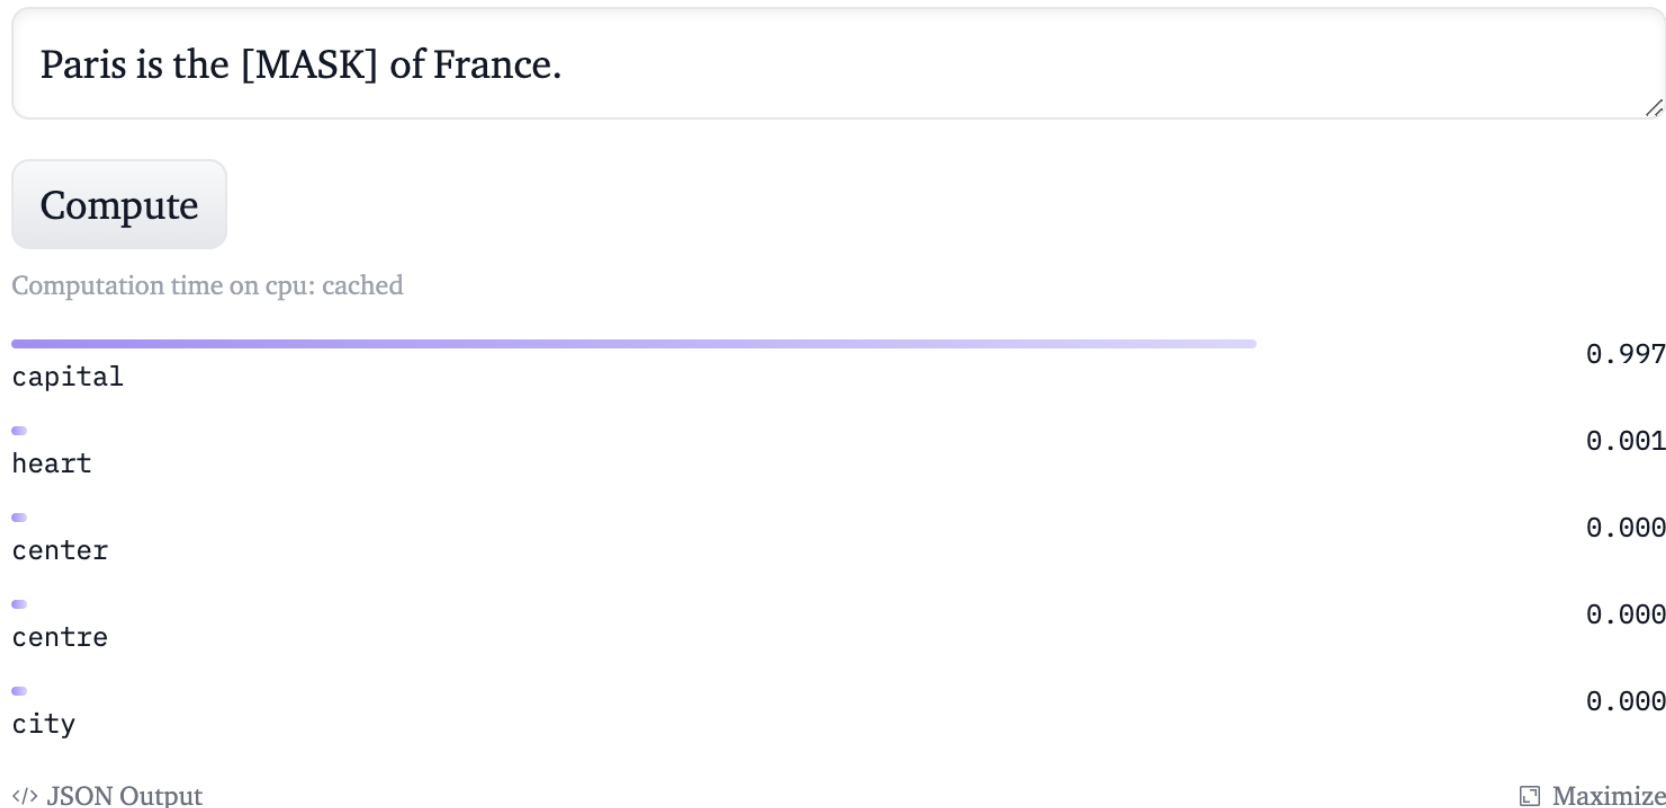 Paris is the [MASK] of France.
Compute
Computation time on cpu: cached
0.997
capital
0.001
heart
0.000
center
0.000
centre
0.000
city
</> JSON Output
Maximize